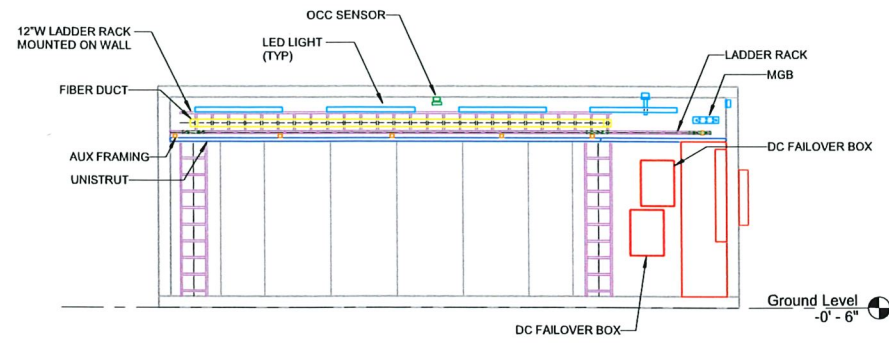 OCC SENSOR
12"W LADDER RACK
MOUNTED ON WALL
LED LIGHT
(TYP)
LADDER RACK
MGB
FIBER DUCT
AUX FRAMING
UNISTRUT
DC FAILOVER BOX
Ground Level
-0' - 6"
DC FAILOVER BOX